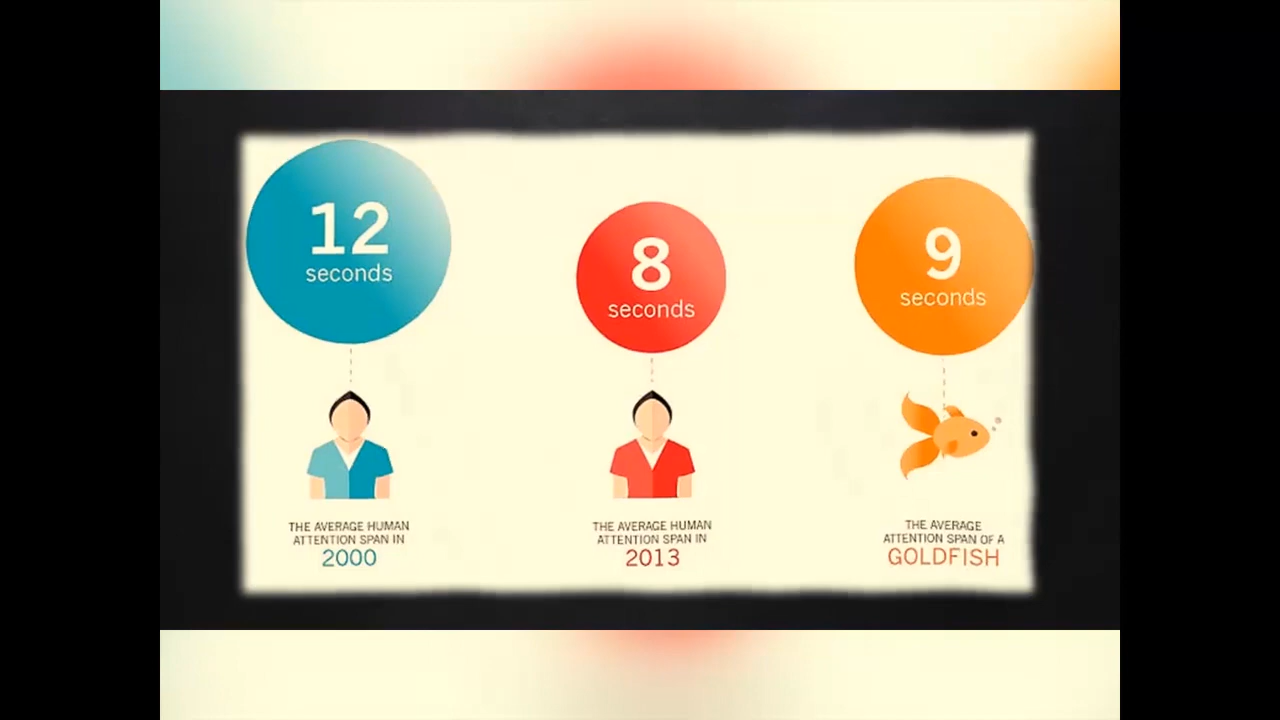 12
seconds
THE AVERAGE HUMAN
ATTENTION SPAN IN
2000
8
seconds
THE AVERAGE HUMAN
ATTENTION SPAN IN
2013
9
seconds
THE AVERAGE
ATTENTION SPAN OF A
GOLDFISH